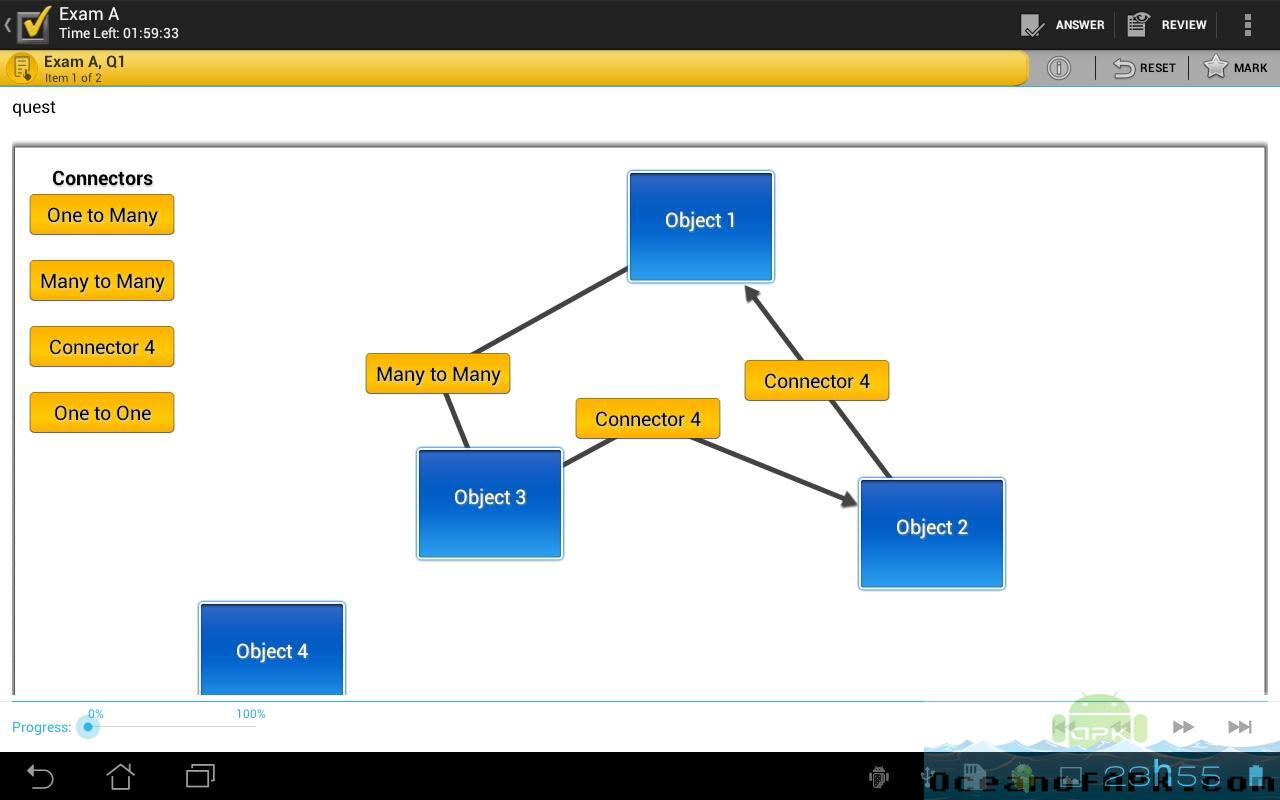 Exam A
Time Left: 01:59:33
ANSWER
REVIEW
Exam A, Q1
Item 1 of 2
RESET
MARK
quest
Connectors
One to Many
Many to Many
Connector 4
One to One
Object 1
Many to Many
Connector 4
Connector 4
Object 3
Object 2
Object 4
0%
100%
Progress:
apk
23h55
OceanofAPK.com